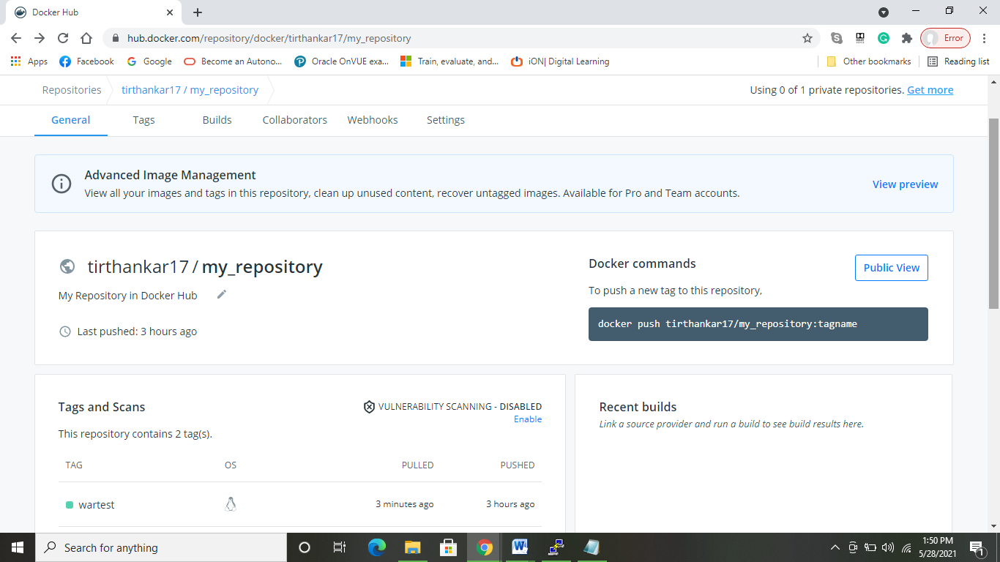 Docker Hub
hub.docker.com/repository/docker/tirthankar17/my_repository
Error
Apps Facebook Google Become an Autono... Oracle OnVUE exa... Train, evaluate, and... iON| Digital Learning Other bookmarks Reading list
Repositories tirthankar17 / my_repository Using 0 of 1 private repositories. Get more
General Tags Builds Collaborators Webhooks Settings
Advanced Image Management
View all your images and tags in this repository, clean up unused content, recover untagged images. Available for Pro and Team accounts.
View preview
tirthankar17 / my_repository
My Repository in Docker Hub
Last pushed: 3 hours ago
Docker commands
Public View
To push a new tag to this repository,
docker push tirthankar17/my_repository:tagname
Tags and Scans
VULNERABILITY SCANNING - DISABLED
Enable
This repository contains 2 tag(s).
TAG OS PULLED PUSHED
wartest 3 minutes ago 3 hours ago
Recent builds
Link a source provider and run a build to see build results here.
Search for anything
1:50 PM
5/28/2021
1